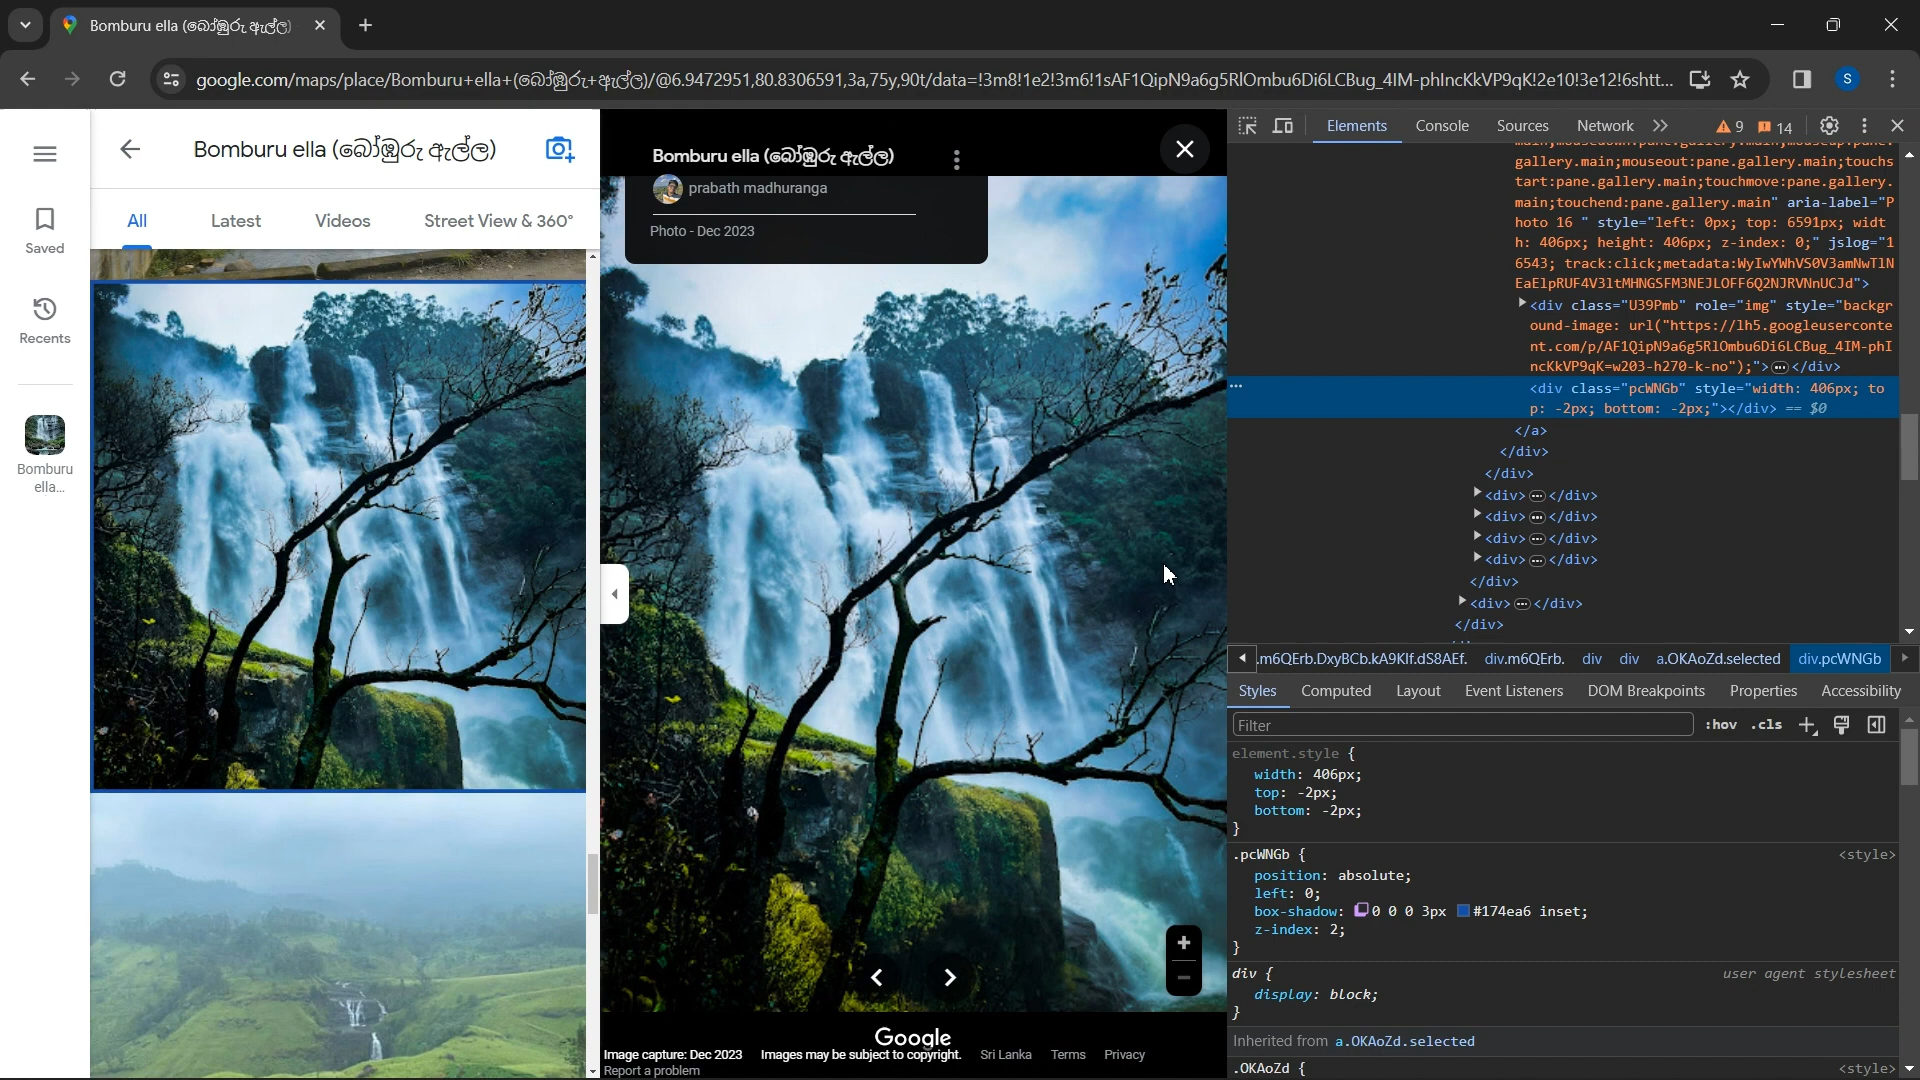 Bomburu ella (බෝඹුරු ඇල්ල)
google.com/maps/place/Bomburu+ella+(බෝඹුරු+ඇල්ල)/@6.9472951,80.8306591,3a,75y,90t/data=!3m8!1e2!3m6!1sAF1QipN9a6g5RlOmbu6Di6LCBug_4IM-phIncKkVP9qK!2e10!3e12!6shtt...
S
Saved
Recents
Bomburu
ella...
Bomburu ella (බෝඹුරු ඇල්ල)
All Latest Videos Street View & 360°
Bomburu ella (බෝඹුරු ඇල්ල)
prabath madhuranga
Photo - Dec 2023
Google
Image capture: Dec 2023 Images may be subject to copyright. Sri Lanka Terms Privacy
Report a problem
Elements Console Sources Network 9 14
gallery.main;mouseout:pane.gallery.main;touchs
tart:pane.gallery.main;touchmove:pane.gallery.
main;touchend:pane.gallery.main" aria-label="P
hoto 16 " style="left: 0px; top: 6591px; widt
h: 406px; height: 406px; z-index: 0;" jslog="1
6543; track:click;metadata:WyIwYWhVS0V3amNwTlN
EaElpRUF4V3ltMHNGSFM3NEJLOFF6Q2NJRVNnUCJd">
<div class="U39Pmb" role="img" style="backgr
ound-image: url("https://lh5.googleuserconte
nt.com/p/AF1QipN9a6g5RlOmbu6Di6LCBug_4IM-phI
ncKkVP9qK=w203-h270-k-no");">…</div>
<div class="pcWNGb" style="width: 406px; to
p: -2px; bottom: -2px;"></div> == $0
</a>
</div>
</div>
<div>…</div>
<div>…</div>
<div>…</div>
<div>…</div>
</div>
<div>…</div>
</div>
.m6QErb.DxyBCb.kA9KIf.dS8AEf. div.m6QErb. div div a.OKAoZd.selected div.pcWNGb
Styles Computed Layout Event Listeners DOM Breakpoints Properties Accessibility
Filter :hov .cls
element.style {
width: 406px;
top: -2px;
bottom: -2px;
}
.pcWNGb { <style>
position: absolute;
left: 0;
box-shadow: 0 0 0 3px #174ea6 inset;
z-index: 2;
}
div { user agent stylesheet
display: block;
}
Inherited from a.OKAoZd.selected
.OKAoZd { <style>